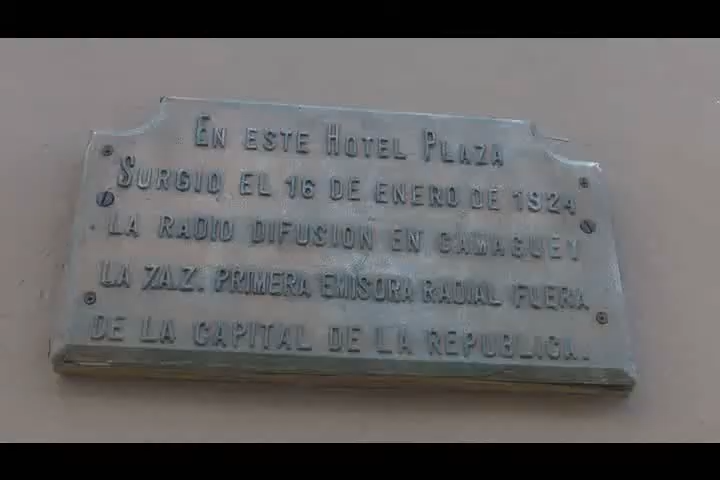 EN ESTE HOTEL PLAZA
SURGIO EL 16 DE ENERO DE 1924
LA RADIO DIFUSION EN CAMAGUEY
LA 7A.Z. PRIMERA EMISORA RADIAL FUERA
DE LA CAPITAL DE LA REPUBLICA.